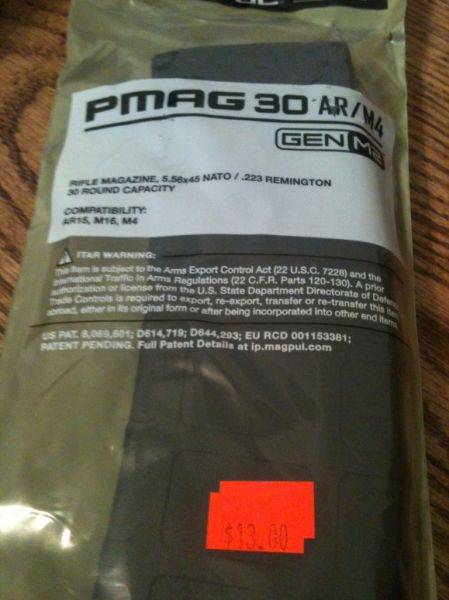 PMAG 30 AR/M4
GEN M3
RIFLE MAGAZINE, 5.56x45 NATO / .223 REMINGTON
30 ROUND CAPACITY
COMPATIBILITY:
AR15, M16, M4
ITAR WARNING:
This item is subject to the Arms Export Control Act (22 U.S.C. 7228) and the
International Traffic in Arms Regulations (22 C.F.R. Parts 120-130). A prior
authorization or license from the U.S. State Department Directorate of Defense
Trade Controls is required to export, re-export, transfer or re-transfer this item
abroad, either in its original form or after being incorporated into other end items.
US PAT. 8,069,601; D614,719; D644,293; EU RCD 001153381;
PATENT PENDING. Full Patent Details at ip.magpul.com
$13.00